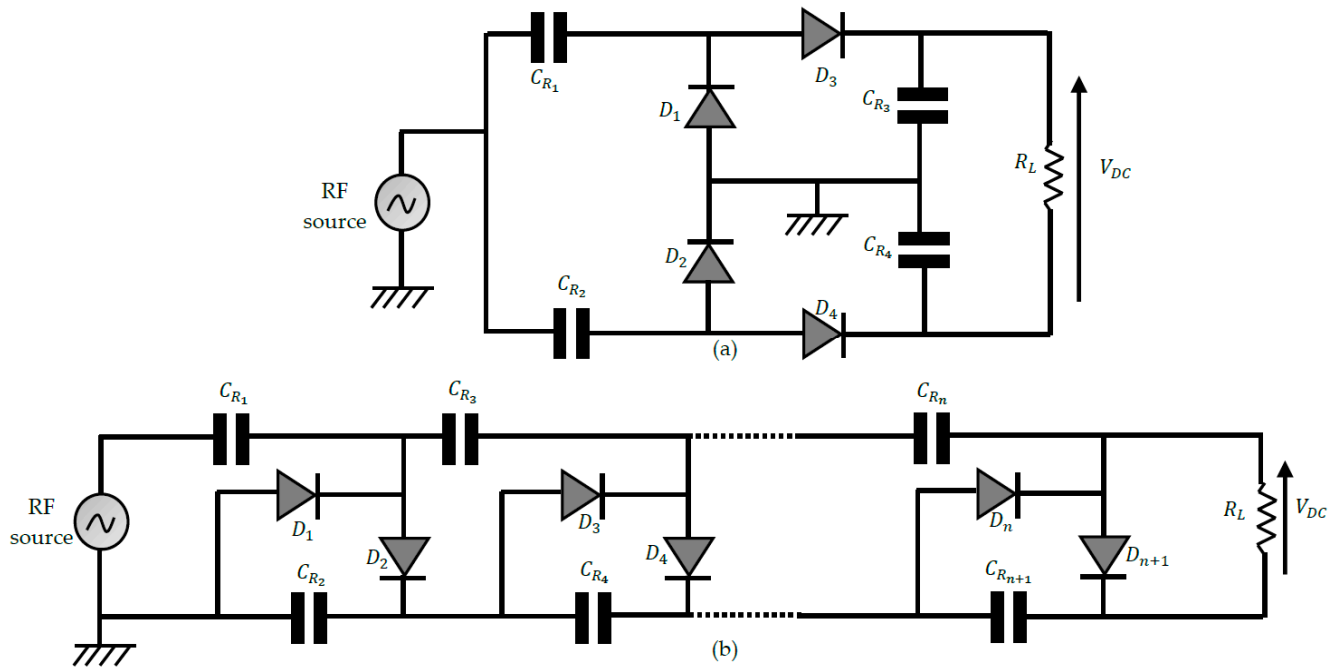 C_{R_1}
D_3
D_1
C_{R_3}
R_L
V_{DC}
RF
source
D_2
C_{R_4}
C_{R_2}
D_4
(a)
C_{R_1}
C_{R_3}
C_{R_n}
RF
source
D_1
D_2
D_3
D_4
D_n
D_{n+1}
R_L
V_{DC}
C_{R_2}
C_{R_4}
C_{R_{n+1}}
(b)